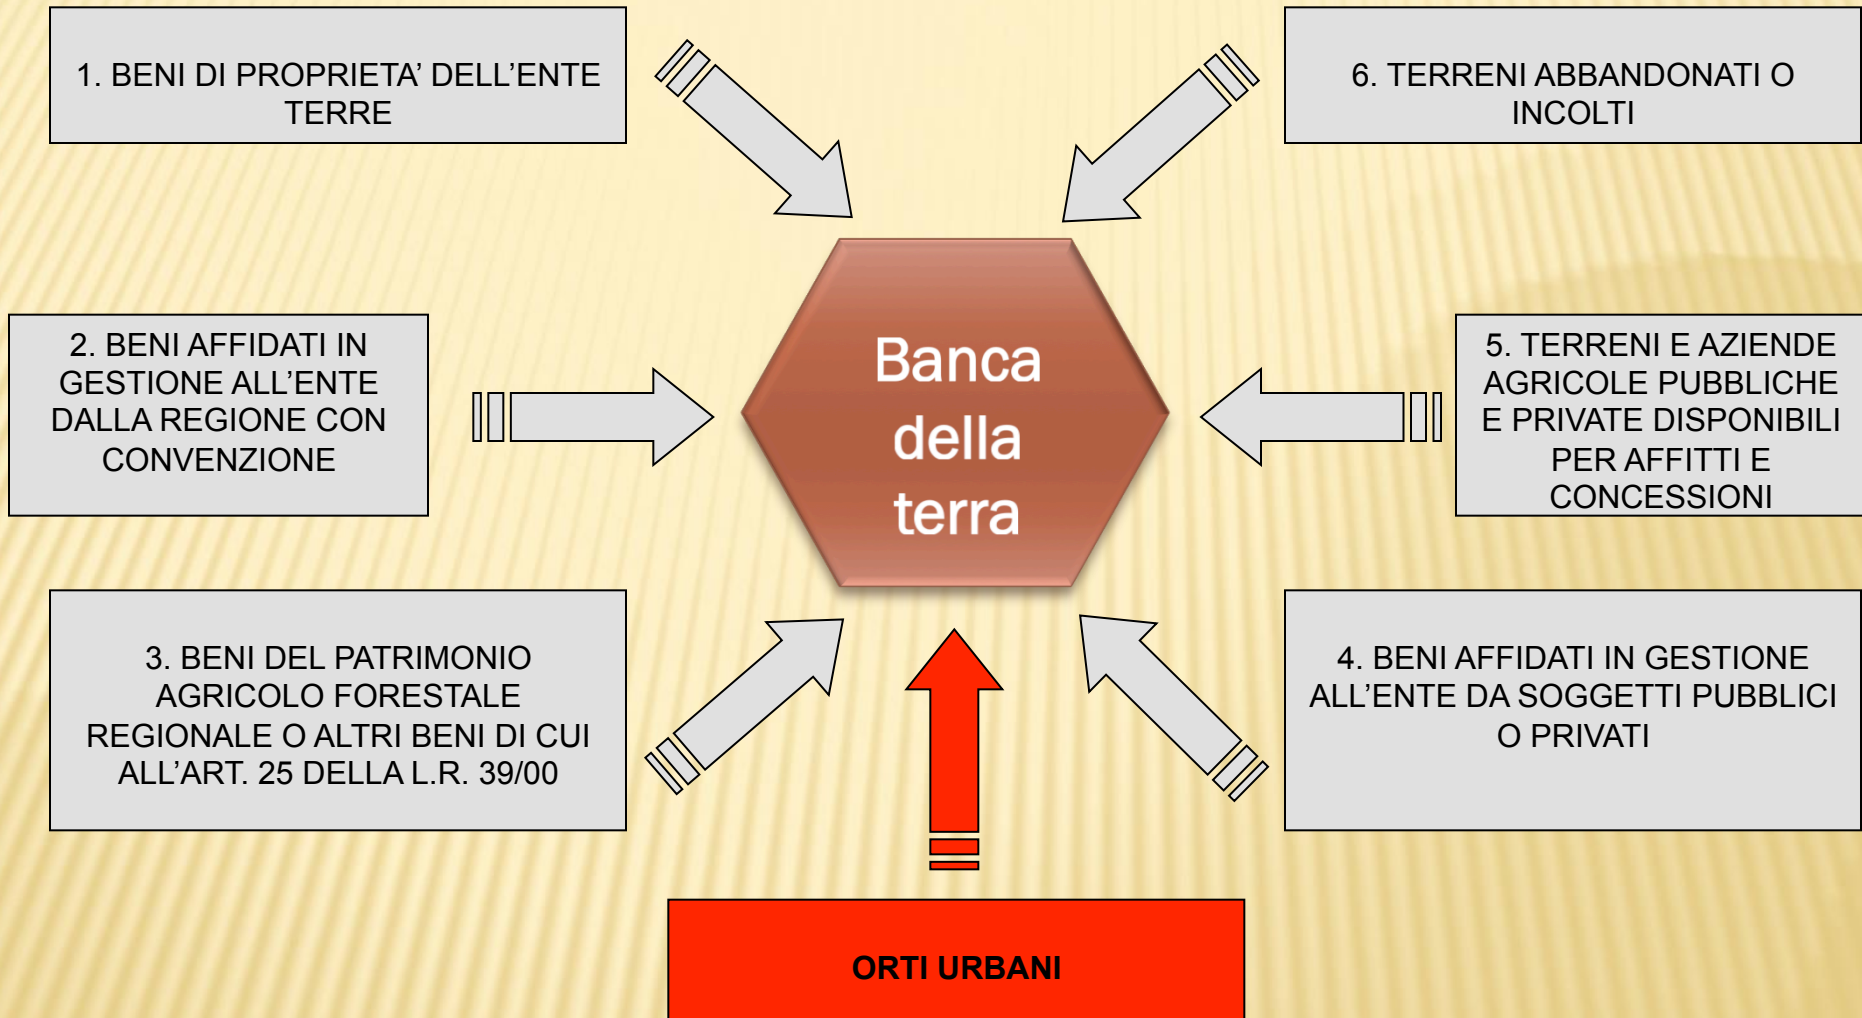 1. BENI DI PROPRIETA’ DELL’ENTE
TERRE
2. BENI AFFIDATI IN
GESTIONE ALL’ENTE
DALLA REGIONE CON
CONVENZIONE
3. BENI DEL PATRIMONIO
AGRICOLO FORESTALE
REGIONALE O ALTRI BENI DI CUI
ALL’ART. 25 DELLA L.R. 39/00
Banca
della
terra
ORTI URBANI
6. TERRENI ABBANDONATI O
INCOLTI
5. TERRENI E AZIENDE
AGRICOLE PUBBLICHE
E PRIVATE DISPONIBILI
PER AFFITTI E
CONCESSIONI
4. BENI AFFIDATI IN GESTIONE
ALL’ENTE DA SOGGETTI PUBBLICI
O PRIVATI